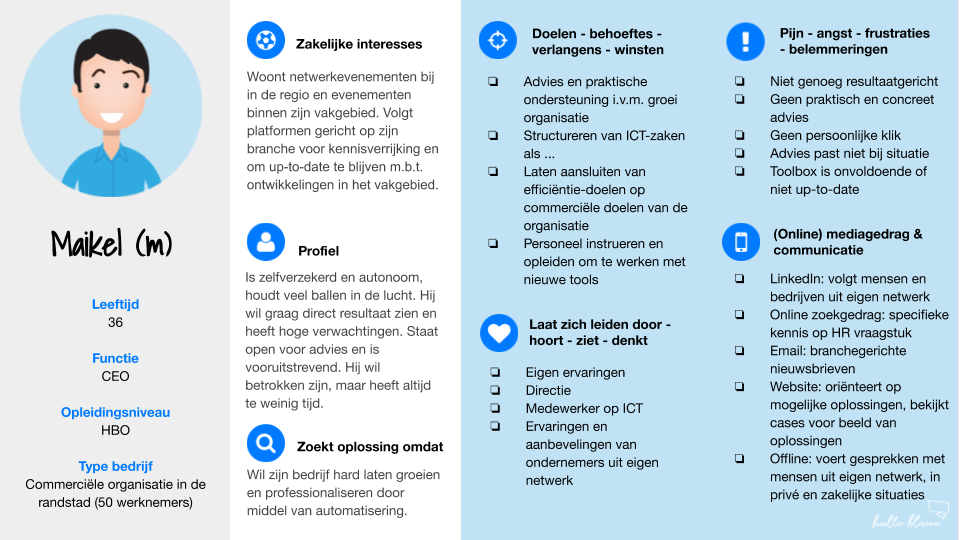 Maikel (m)
Leeftijd
36
Functie
CEO
Opleidingsniveau
HBO
Type bedrijf
Commerciële organisatie in de
randstad (50 werknemers)
Zakelijke interesses
Woont netwerkevenementen bij
in de regio en evenementen
binnen zijn vakgebied. Volgt
platformen gericht op zijn
branche voor kennisverrijking en
om up-to-date te blijven m.b.t.
ontwikkelingen in het vakgebied.
Profiel
Is zelfverzekerd en autonoom,
houdt veel ballen in de lucht. Hij
wil graag direct resultaat zien en
heeft hoge verwachtingen. Staat
open voor advies en is
vooruitstrevend. Hij wil
betrokken zijn, maar heeft altijd
te weinig tijd.
Zoekt oplossing omdat
Wil zijn bedrijf hard laten groeien
en professionaliseren door
middel van automatisering.
Doelen - behoeftes -
verlangens - winsten
❏ Advies en praktische
ondersteuning i.v.m. groei
organisatie
❏ Structureren van ICT-zaken
als ...
❏ Laten aansluiten van
efficiëntie-doelen op
commerciële doelen van de
organisatie
❏ Personeel instrueren en
opleiden om te werken met
nieuwe tools
Laat zich leiden door -
hoort - ziet - denkt
❏ Eigen ervaringen
❏ Directie
❏ Medewerker op ICT
❏ Ervaringen en
aanbevelingen van
ondernemers uit eigen
netwerk
Pijn - angst - frustraties
- belemmeringen
❏ Niet genoeg resultaatgericht
❏ Geen praktisch en concreet
advies
❏ Geen persoonlijke klik
❏ Advies past niet bij situatie
❏ Toolbox is onvoldoende of
niet up-to-date
(Online) mediagedrag &
communicatie
❏ LinkedIn: volgt mensen en
bedrijven uit eigen netwerk
❏ Online zoekgedrag: specifieke
kennis op HR vraagstuk
❏ Email: branchegerichte
nieuwsbrieven
❏ Website: oriënteert op
mogelijke oplossingen, bekijkt
cases voor beeld van
oplossingen
❏ Offline: voert gesprekken met
mensen uit eigen netwerk, in
privé en zakelijke situaties
hallo blauw